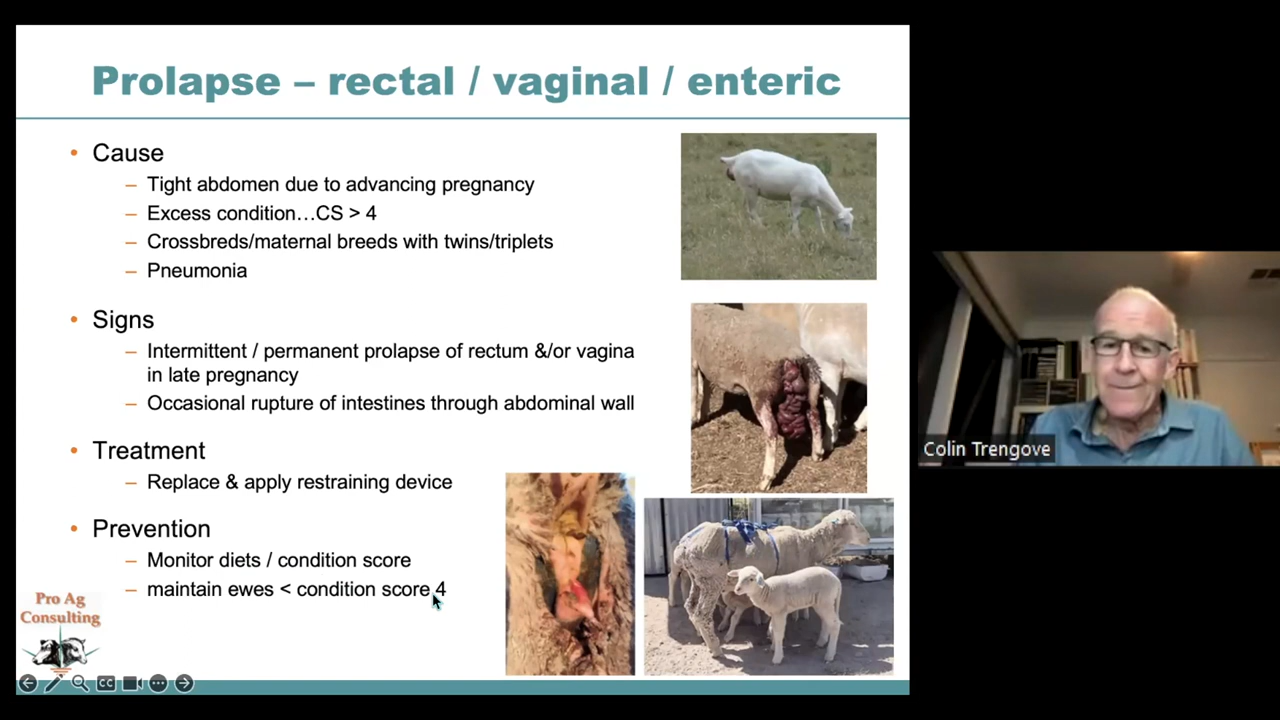 Prolapse – rectal / vaginal / enteric
• Cause
– Tight abdomen due to advancing pregnancy
– Excess condition…CS > 4
– Crossbreds/maternal breeds with twins/triplets
– Pneumonia
• Signs
– Intermittent / permanent prolapse of rectum &/or vagina
in late pregnancy
– Occasional rupture of intestines through abdominal wall
• Treatment
– Replace & apply restraining device
• Prevention
– Monitor diets / condition score
– maintain ewes < condition score 4
Pro Ag
Consulting
CC
Colin Trengove